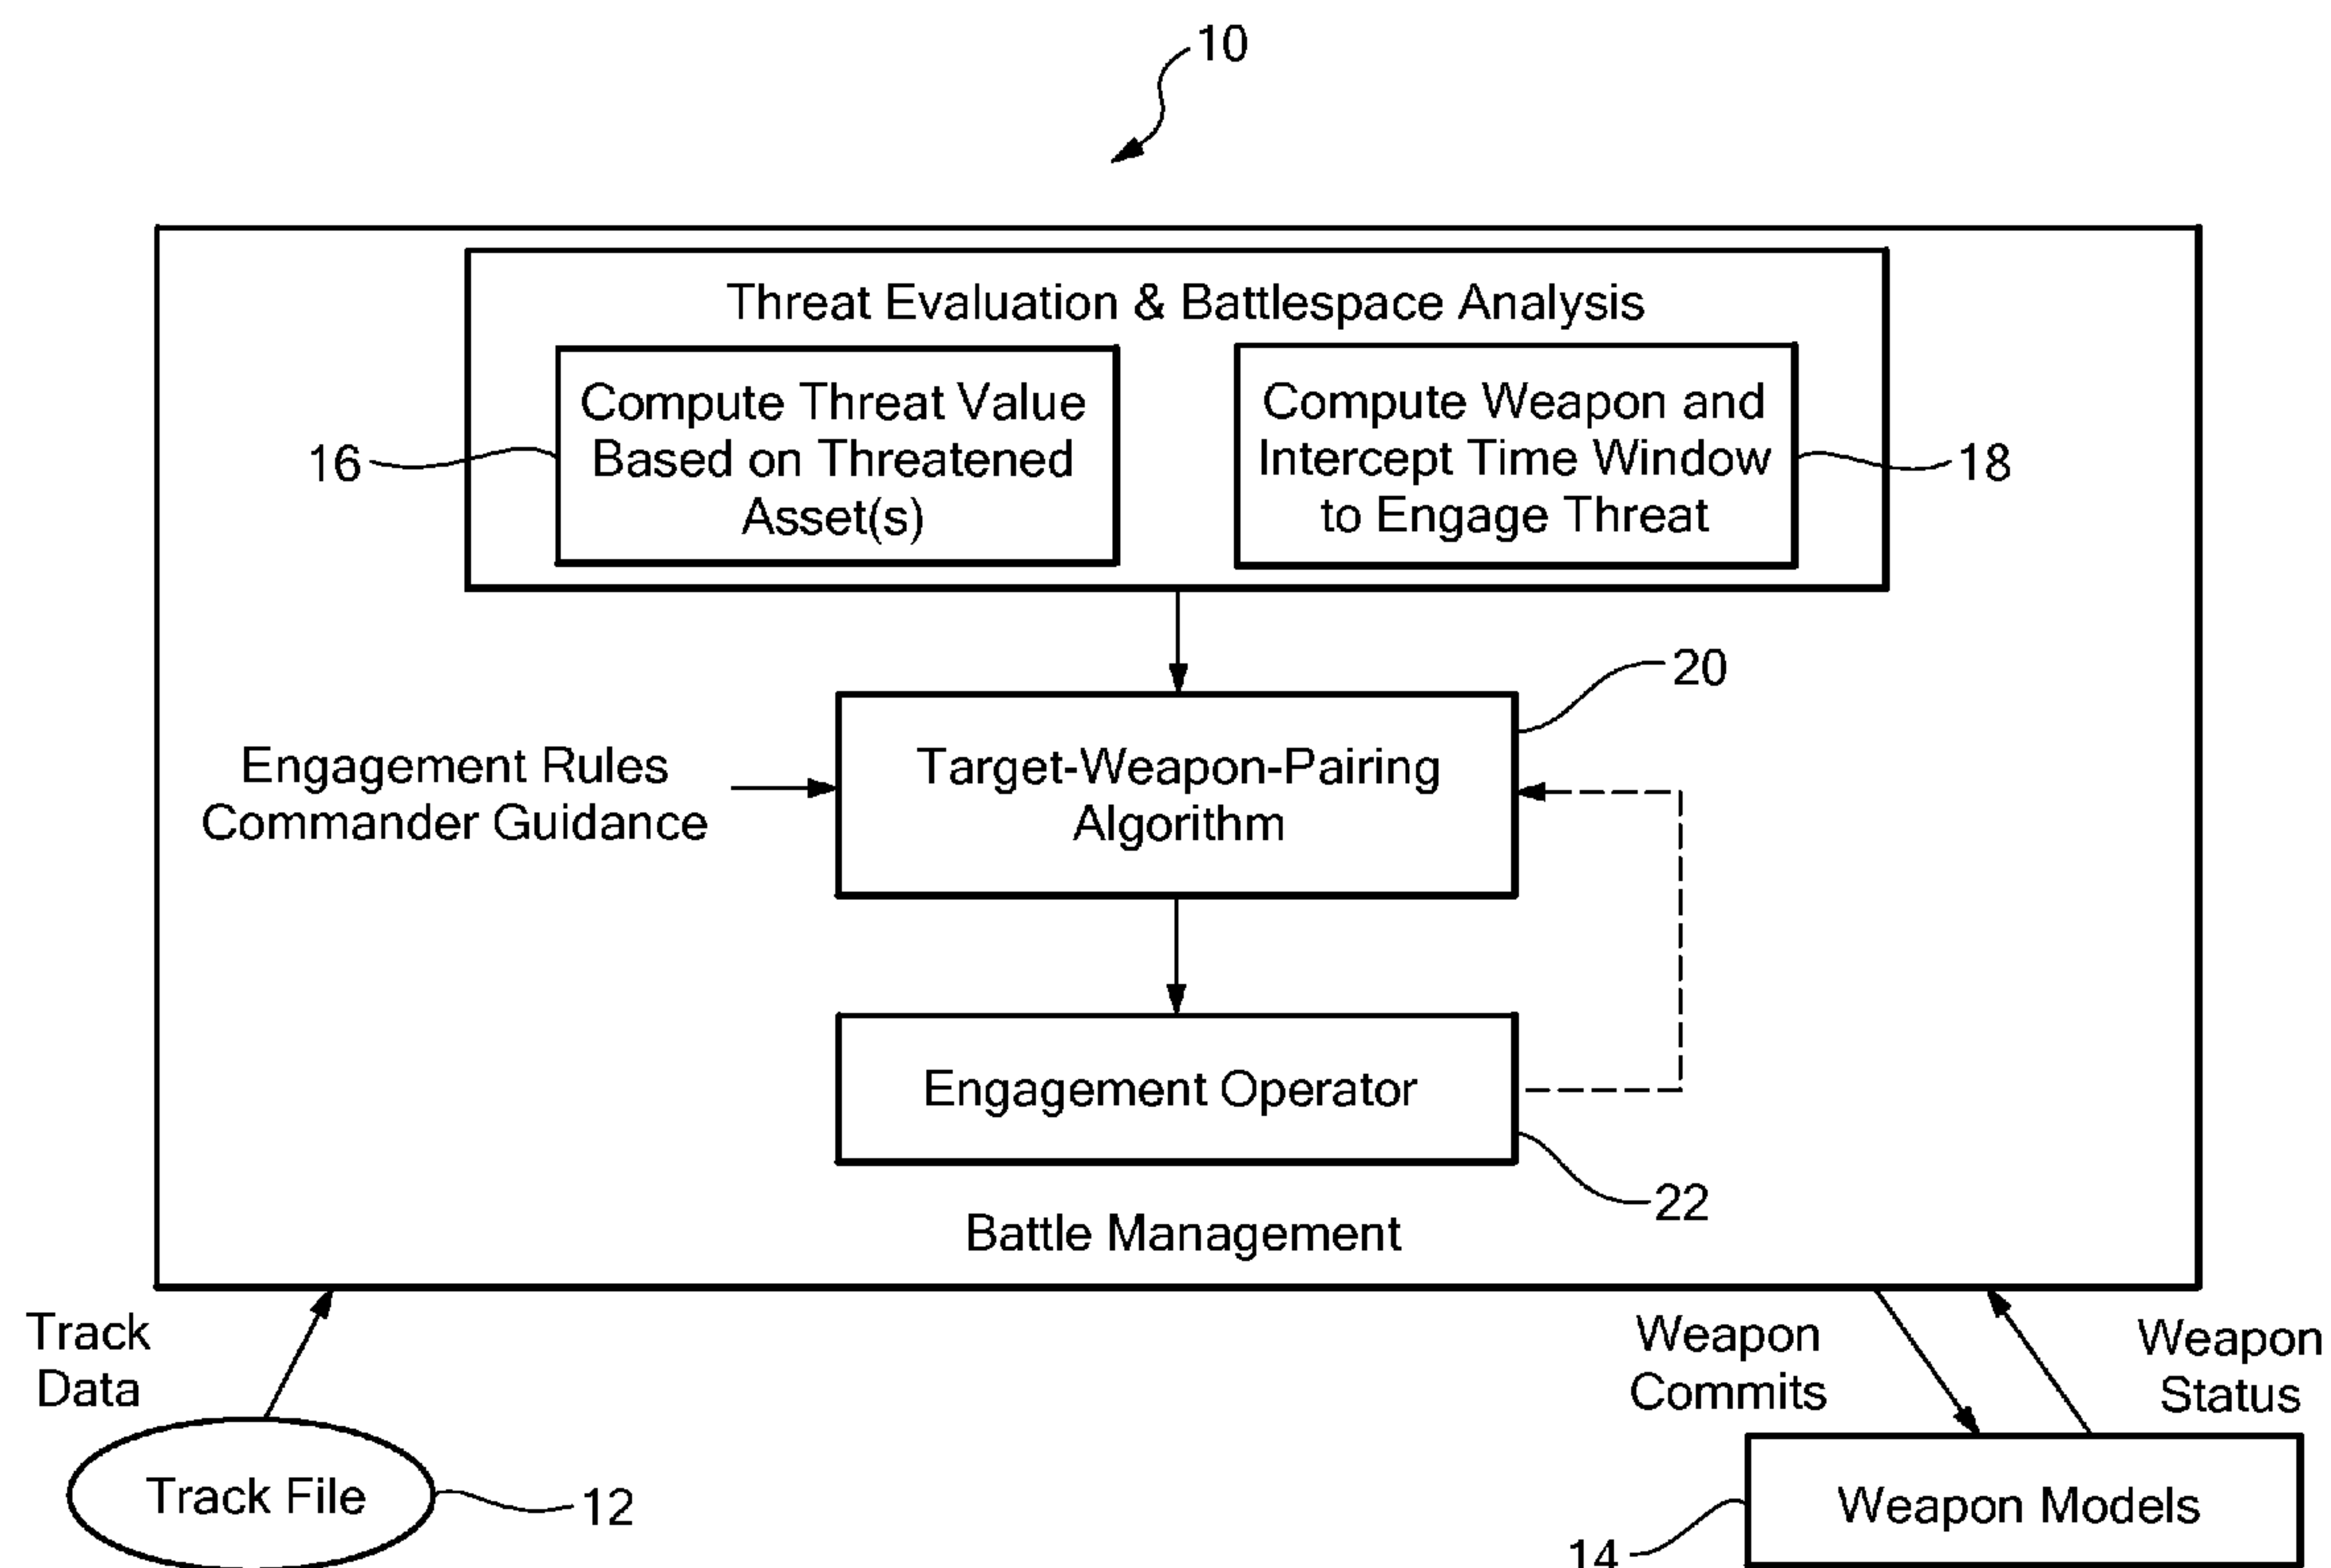 10
Threat Evaluation & Battlespace Analysis
Compute Threat Value
Based on Threatened
Asset(s)
16
Compute Weapon and
Intercept Time Window
to Engage Threat
18
20
Engagement Rules
Commander Guidance
Target-Weapon-Pairing
Algorithm
Engagement Operator
22
Battle Management
Track
Data
Weapon
Commits
Weapon
Status
Track File
12
Weapon Models
14